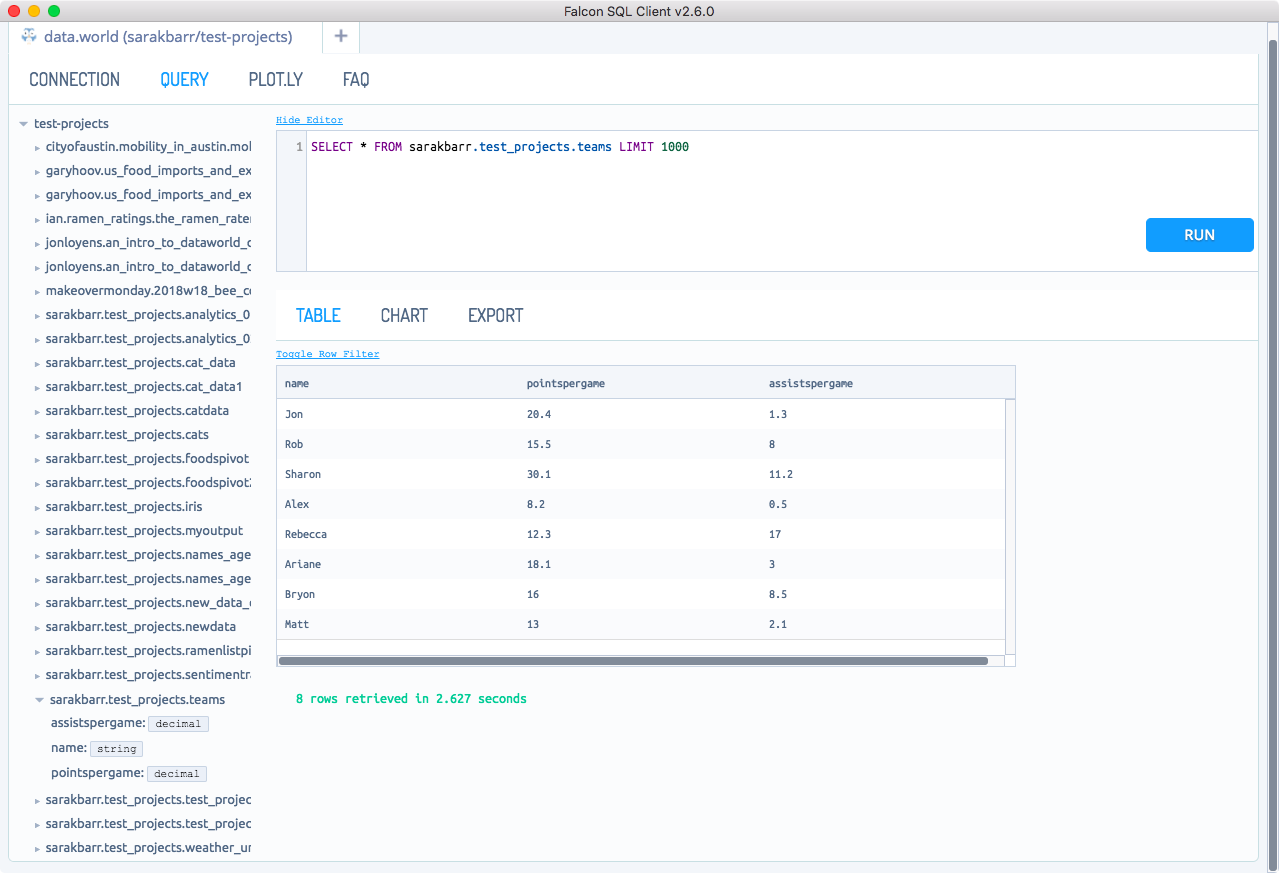 Falcon SQL Client v2.6.0
data.world (sarakbarr/test-projects)
+
CONNECTION QUERY PLOT.LY FAQ
test-projects
cityofaustin.mobility_in_austin.mol
garyhoov.us_food_imports_and_ex
garyhoov.us_food_imports_and_ex
ian.ramen_ratings.the_ramen_rater
jonloyens.an_intro_to_dataworld_c
jonloyens.an_intro_to_dataworld_c
makeovermonday.2018w18_bee_co
sarakbarr.test_projects.analytics_0
sarakbarr.test_projects.analytics_0
sarakbarr.test_projects.cat_data
sarakbarr.test_projects.cat_data1
sarakbarr.test_projects.catdata
sarakbarr.test_projects.cats
sarakbarr.test_projects.foodspivot
sarakbarr.test_projects.foodspivot2
sarakbarr.test_projects.iris
sarakbarr.test_projects.myoutput
sarakbarr.test_projects.names_age
sarakbarr.test_projects.names_age
sarakbarr.test_projects.new_data_
sarakbarr.test_projects.newdata
sarakbarr.test_projects.ramenlistpi
sarakbarr.test_projects.sentimentra
sarakbarr.test_projects.teams
assistspergame: decimal
name: string
pointspergame: decimal
sarakbarr.test_projects.test_projec
sarakbarr.test_projects.test_projec
sarakbarr.test_projects.weather_ur
Hide Editor
1 SELECT * FROM sarakbarr.test_projects.teams LIMIT 1000
RUN
TABLE CHART EXPORT
Toggle Row Filter
name pointspergame assistspergame
Jon 20.4 1.3
Rob 15.5 8
Sharon 30.1 11.2
Alex 8.2 0.5
Rebecca 12.3 17
Ariane 18.1 3
Bryon 16 8.5
Matt 13 2.1
8 rows retrieved in 2.627 seconds